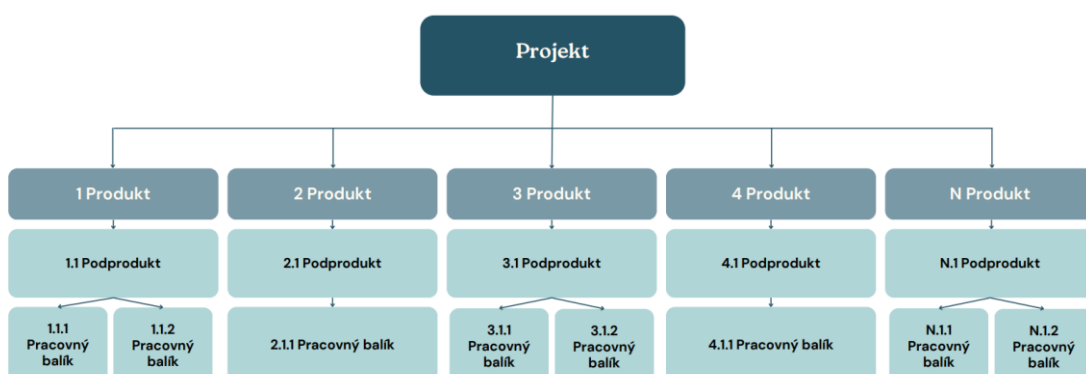 Projekt
1 Produkt
2 Produkt
3 Produkt
4 Produkt
N Produkt
1.1 Podprodukt
2.1 Podprodukt
3.1 Podprodukt
4.1 Podprodukt
N.1 Podprodukt
1.1.1
Pracovný
balík
1.1.2
Pracovný
balík
2.1.1 Pracovný balík
3.1.1
Pracovný
balík
3.1.2
Pracovný
balík
4.1.1 Pracovný balík
N.1.1
Pracovný
balík
N.1.2
Pracovný
balík